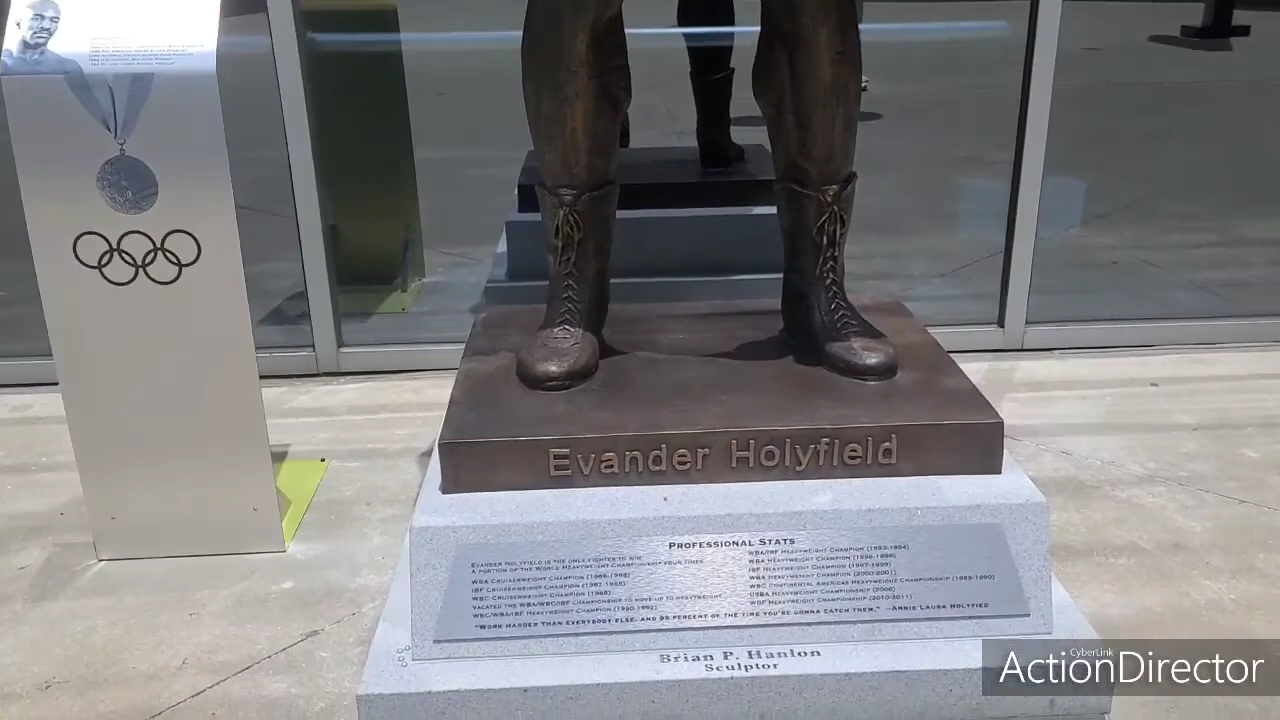 Evander Holyfield
PROFESSIONAL STATS
EVANDER HOLYFIELD IS THE ONLY FIGHTER TO WIN
A PORTION OF THE WORLD HEAVYWEIGHT CHAMPIONSHIP FOUR TIMES
WBA CRUISERWEIGHT CHAMPION (1986-1988)
IBF CRUISERWEIGHT CHAMPION (1987-1988)
WBC CRUISERWEIGHT CHAMPION (1988)
VACATED THE WBA/WBC/IBF CHAMPIONSHIP TO MOVE UP TO HEAVYWEIGHT
WBC/WBA/IBF HEAVYWEIGHT CHAMPION (1990-1992)
WBA/IBF HEAVYWEIGHT CHAMPION (1993-1994)
WBA HEAVYWEIGHT CHAMPION (1996-1999)
IBF HEAVYWEIGHT CHAMPION (1997-1999)
WBA HEAVYWEIGHT CHAMPION (2000-2001)
WBC CONTINENTAL AMERICAS HEAVYWEIGHT CHAMPIONSHIP (1989-1990)
USBA HEAVYWEIGHT CHAMPIONSHIP (2006)
WBF HEAVYWEIGHT CHAMPIONSHIP (2010-2011)
"WORK HARDER THAN EVERYBODY ELSE, AND 99 PERCENT OF THE TIME YOU'RE GONNA CATCH THEM." -ANNIE LAURA HOLYFIED
Brian P. Hanlon
Sculptor
CyberLink
ActionDirector